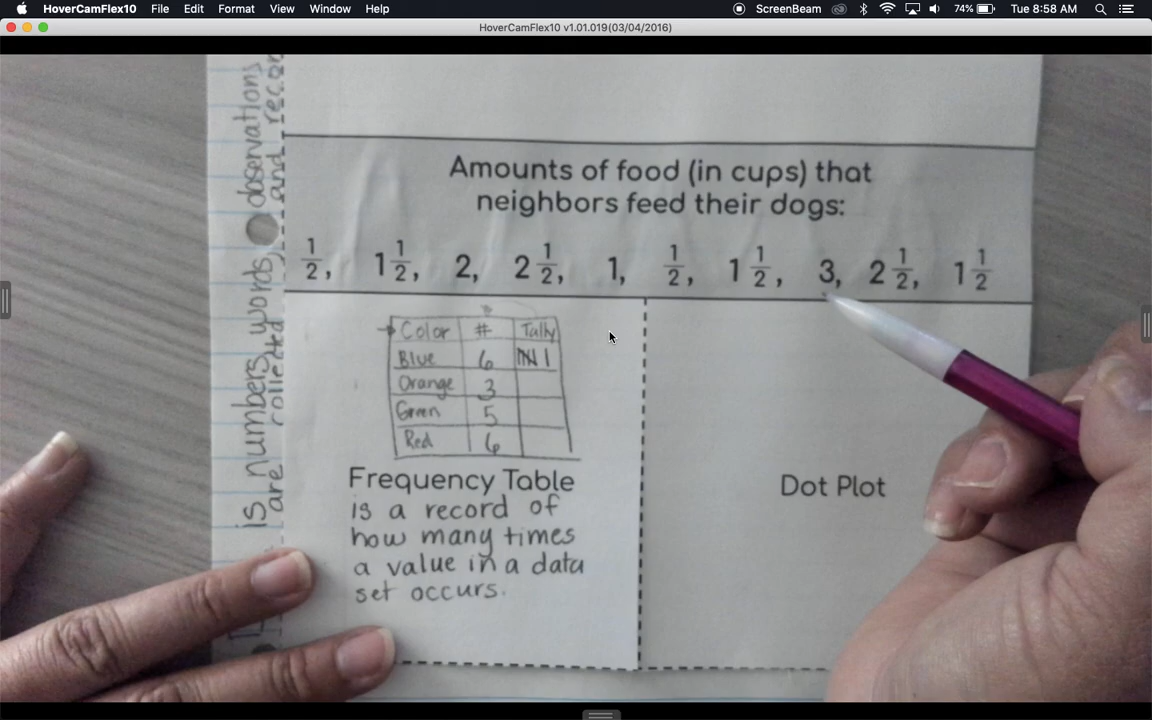 HoverCamFlex10 File Edit Format View Window Help ScreenBeam 74% Tue 8:58 AM
HoverCamFlex10 v1.01.019(03/04/2016)
is numbers, words, observations
are collected and
Amounts of food (in cups) that
neighbors feed their dogs:
1/2, 1 1/2, 2, 2 1/2, 1, 1/2, 1 1/2, 3, 2 1/2, 1 1/2
Color # Tally
Blue 6
Orange 3
Green 5
Red 6
Frequency Table
is a record of
how many times
a value in a data
set occurs.
Dot Plot